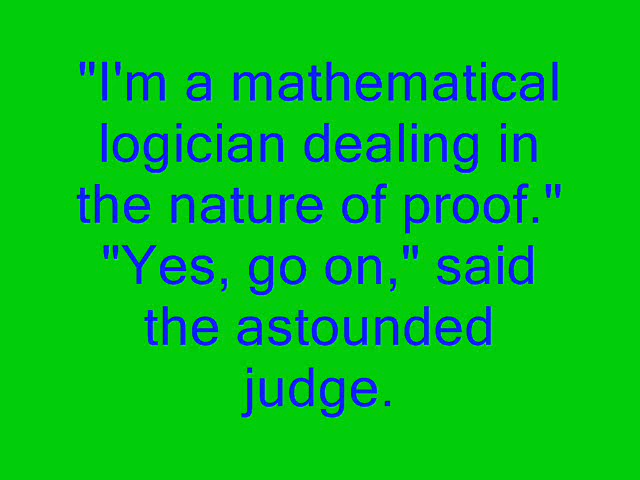 "I'm a mathematical
logician dealing in
the nature of proof."
"Yes, go on," said
the astounded
judge.